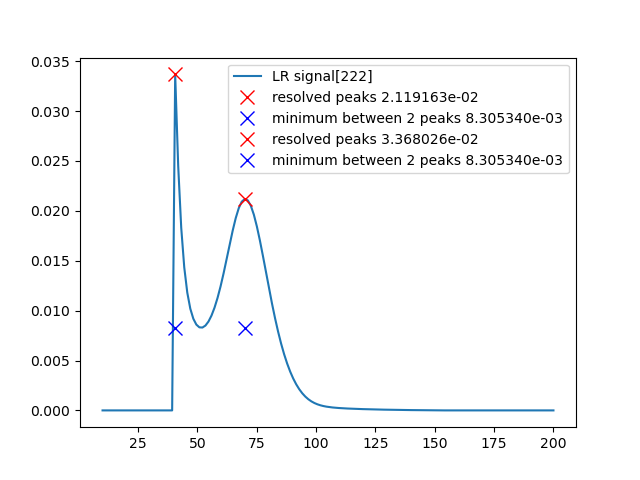 0.035
0.030
0.025
0.020
0.015
0.010
0.005
0.000
LR signal[222]
resolved peaks 2.119163e-02
minimum between 2 peaks 8.305340e-03
resolved peaks 3.368026e-02
minimum between 2 peaks 8.305340e-03
25 50 75 100 125 150 175 200